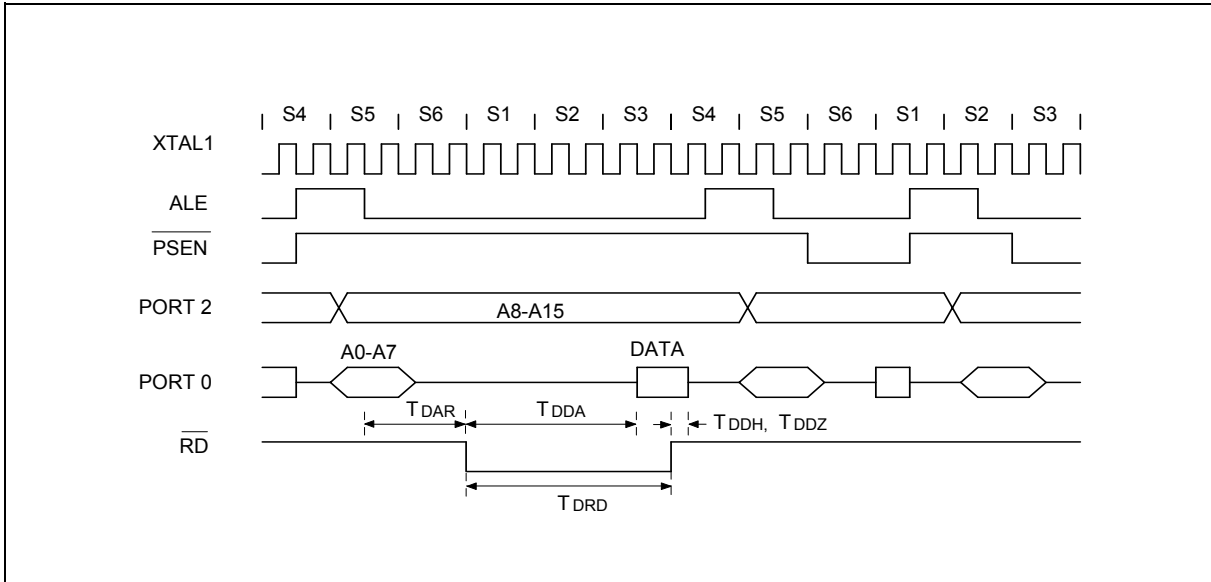 S4 S5 S6 S1 S2 S3 S4 S5 S6 S1 S2 S3
XTAL1
ALE
PSEN
PORT 2
A8-A15
A0-A7 DATA
PORT 0
TDAR TDDA TDDH, TDDZ
RD
TDRD